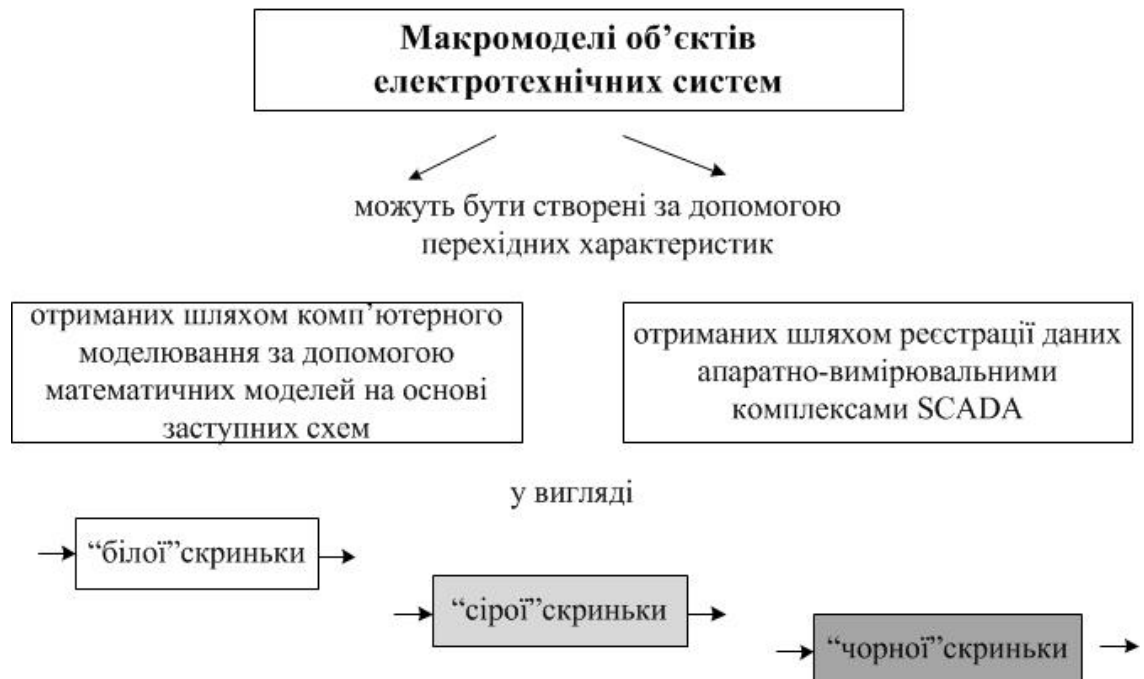 Макромоделі об’єктів
електротехнічних систем
можуть бути створені за допомогою
перехідних характеристик
отриманих шляхом комп’ютерного
моделювання за допомогою
математичних моделей на основі
заступних схем
отриманих шляхом реєстрації даних
апаратно-вимірювальними
комплексами SCADA
у вигляді
“білої”скриньки
“сірої”скриньки
“чорної”скриньки